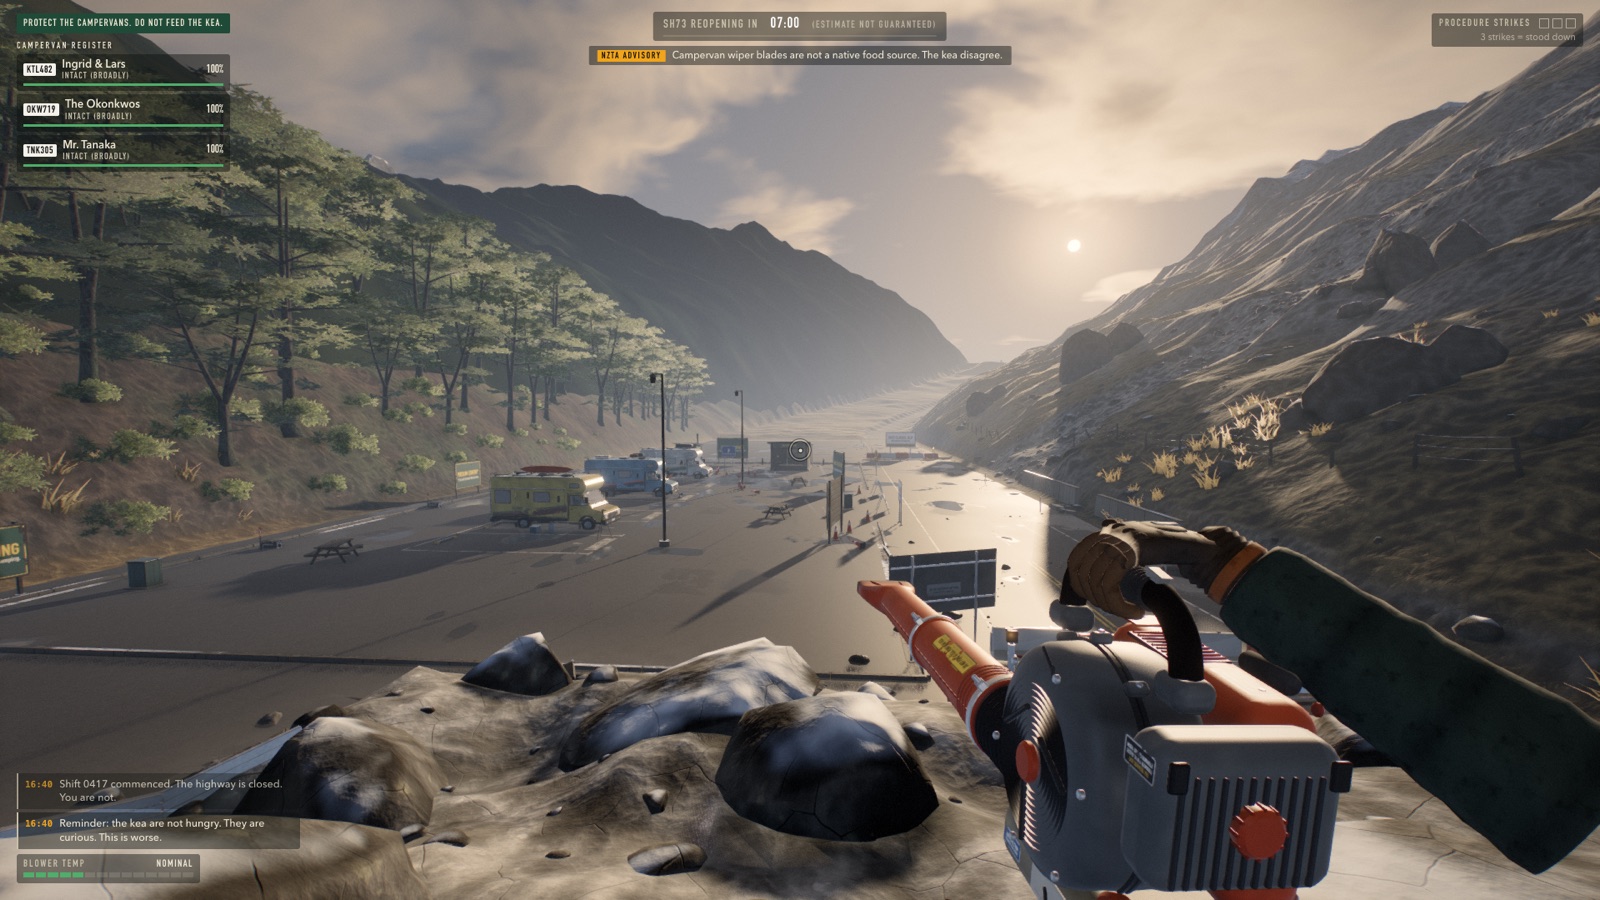 PROTECT THE CAMPERVANS. DO NOT FEED THE KEA.
CAMPERVAN REGISTER
KTL482 Ingrid & Lars 100%
INTACT (BROADLY)
OKW719 The Okonkwos 100%
INTACT (BROADLY)
TNK305 Mr. Tanaka 100%
INTACT (BROADLY)
SH73 REOPENING IN 07:00 (ESTIMATE NOT GUARANTEED)
NZTA ADVISORY Campervan wiper blades are not a native food source. The kea disagree.
PROCEDURE STRIKES
3 strikes = stood down
NG
16:40 Shift 0417 commenced. The highway is closed.
You are not.
16:40 Reminder: the kea are not hungry. They are
curious. This is worse.
BLOWER TEMP NOMINAL